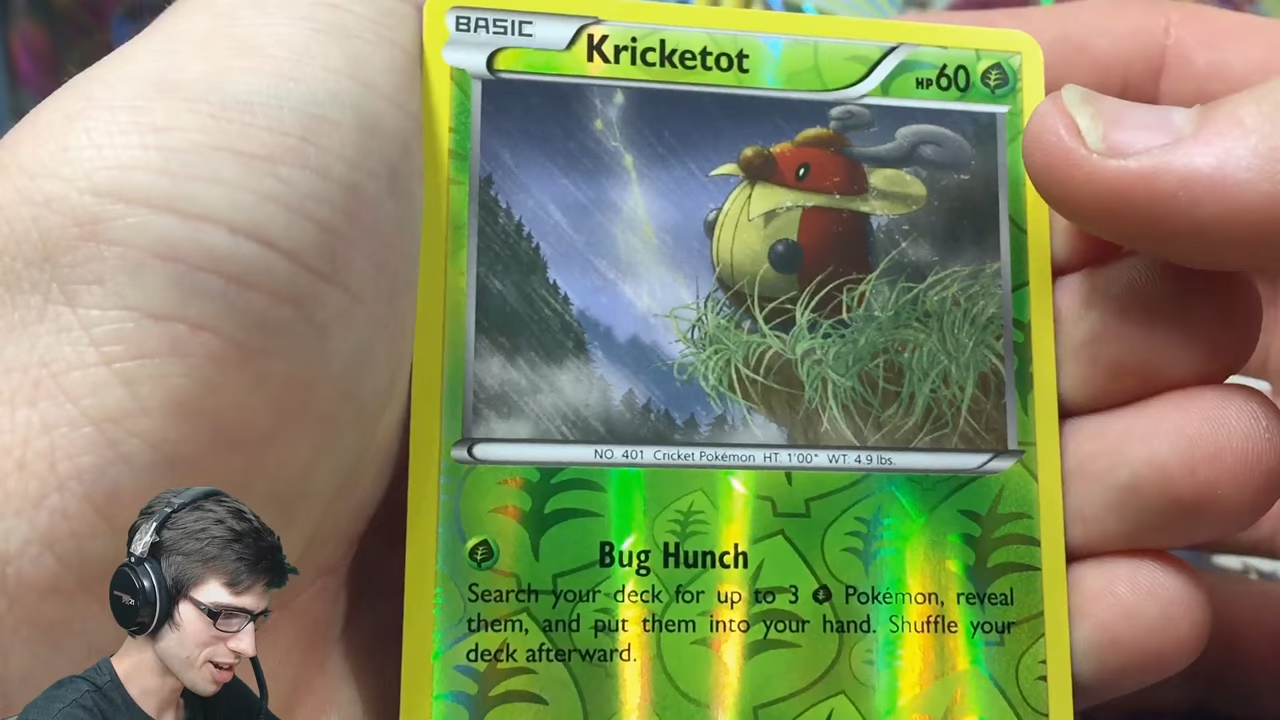 BASIC
Kricketot
HP60
NO. 401 Cricket Pokémon HT: 1'00" WT: 4.9 lbs.
Bug Hunch
Search your deck for up to 3 Pokémon, reveal
them, and put them into your hand. Shuffle your
deck afterward.